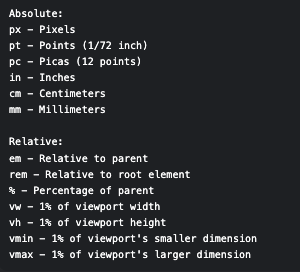 Absolute:
px – Pixels
pt – Points (1/72 inch)
pc – Picas (12 points)
in – Inches
cm – Centimeters
mm – Millimeters

Relative:
em – Relative to parent
rem – Relative to root element
% – Percentage of parent
vw – 1% of viewport width
vh – 1% of viewport height
vmin – 1% of viewport's smaller dimension
vmax – 1% of viewport's larger dimension